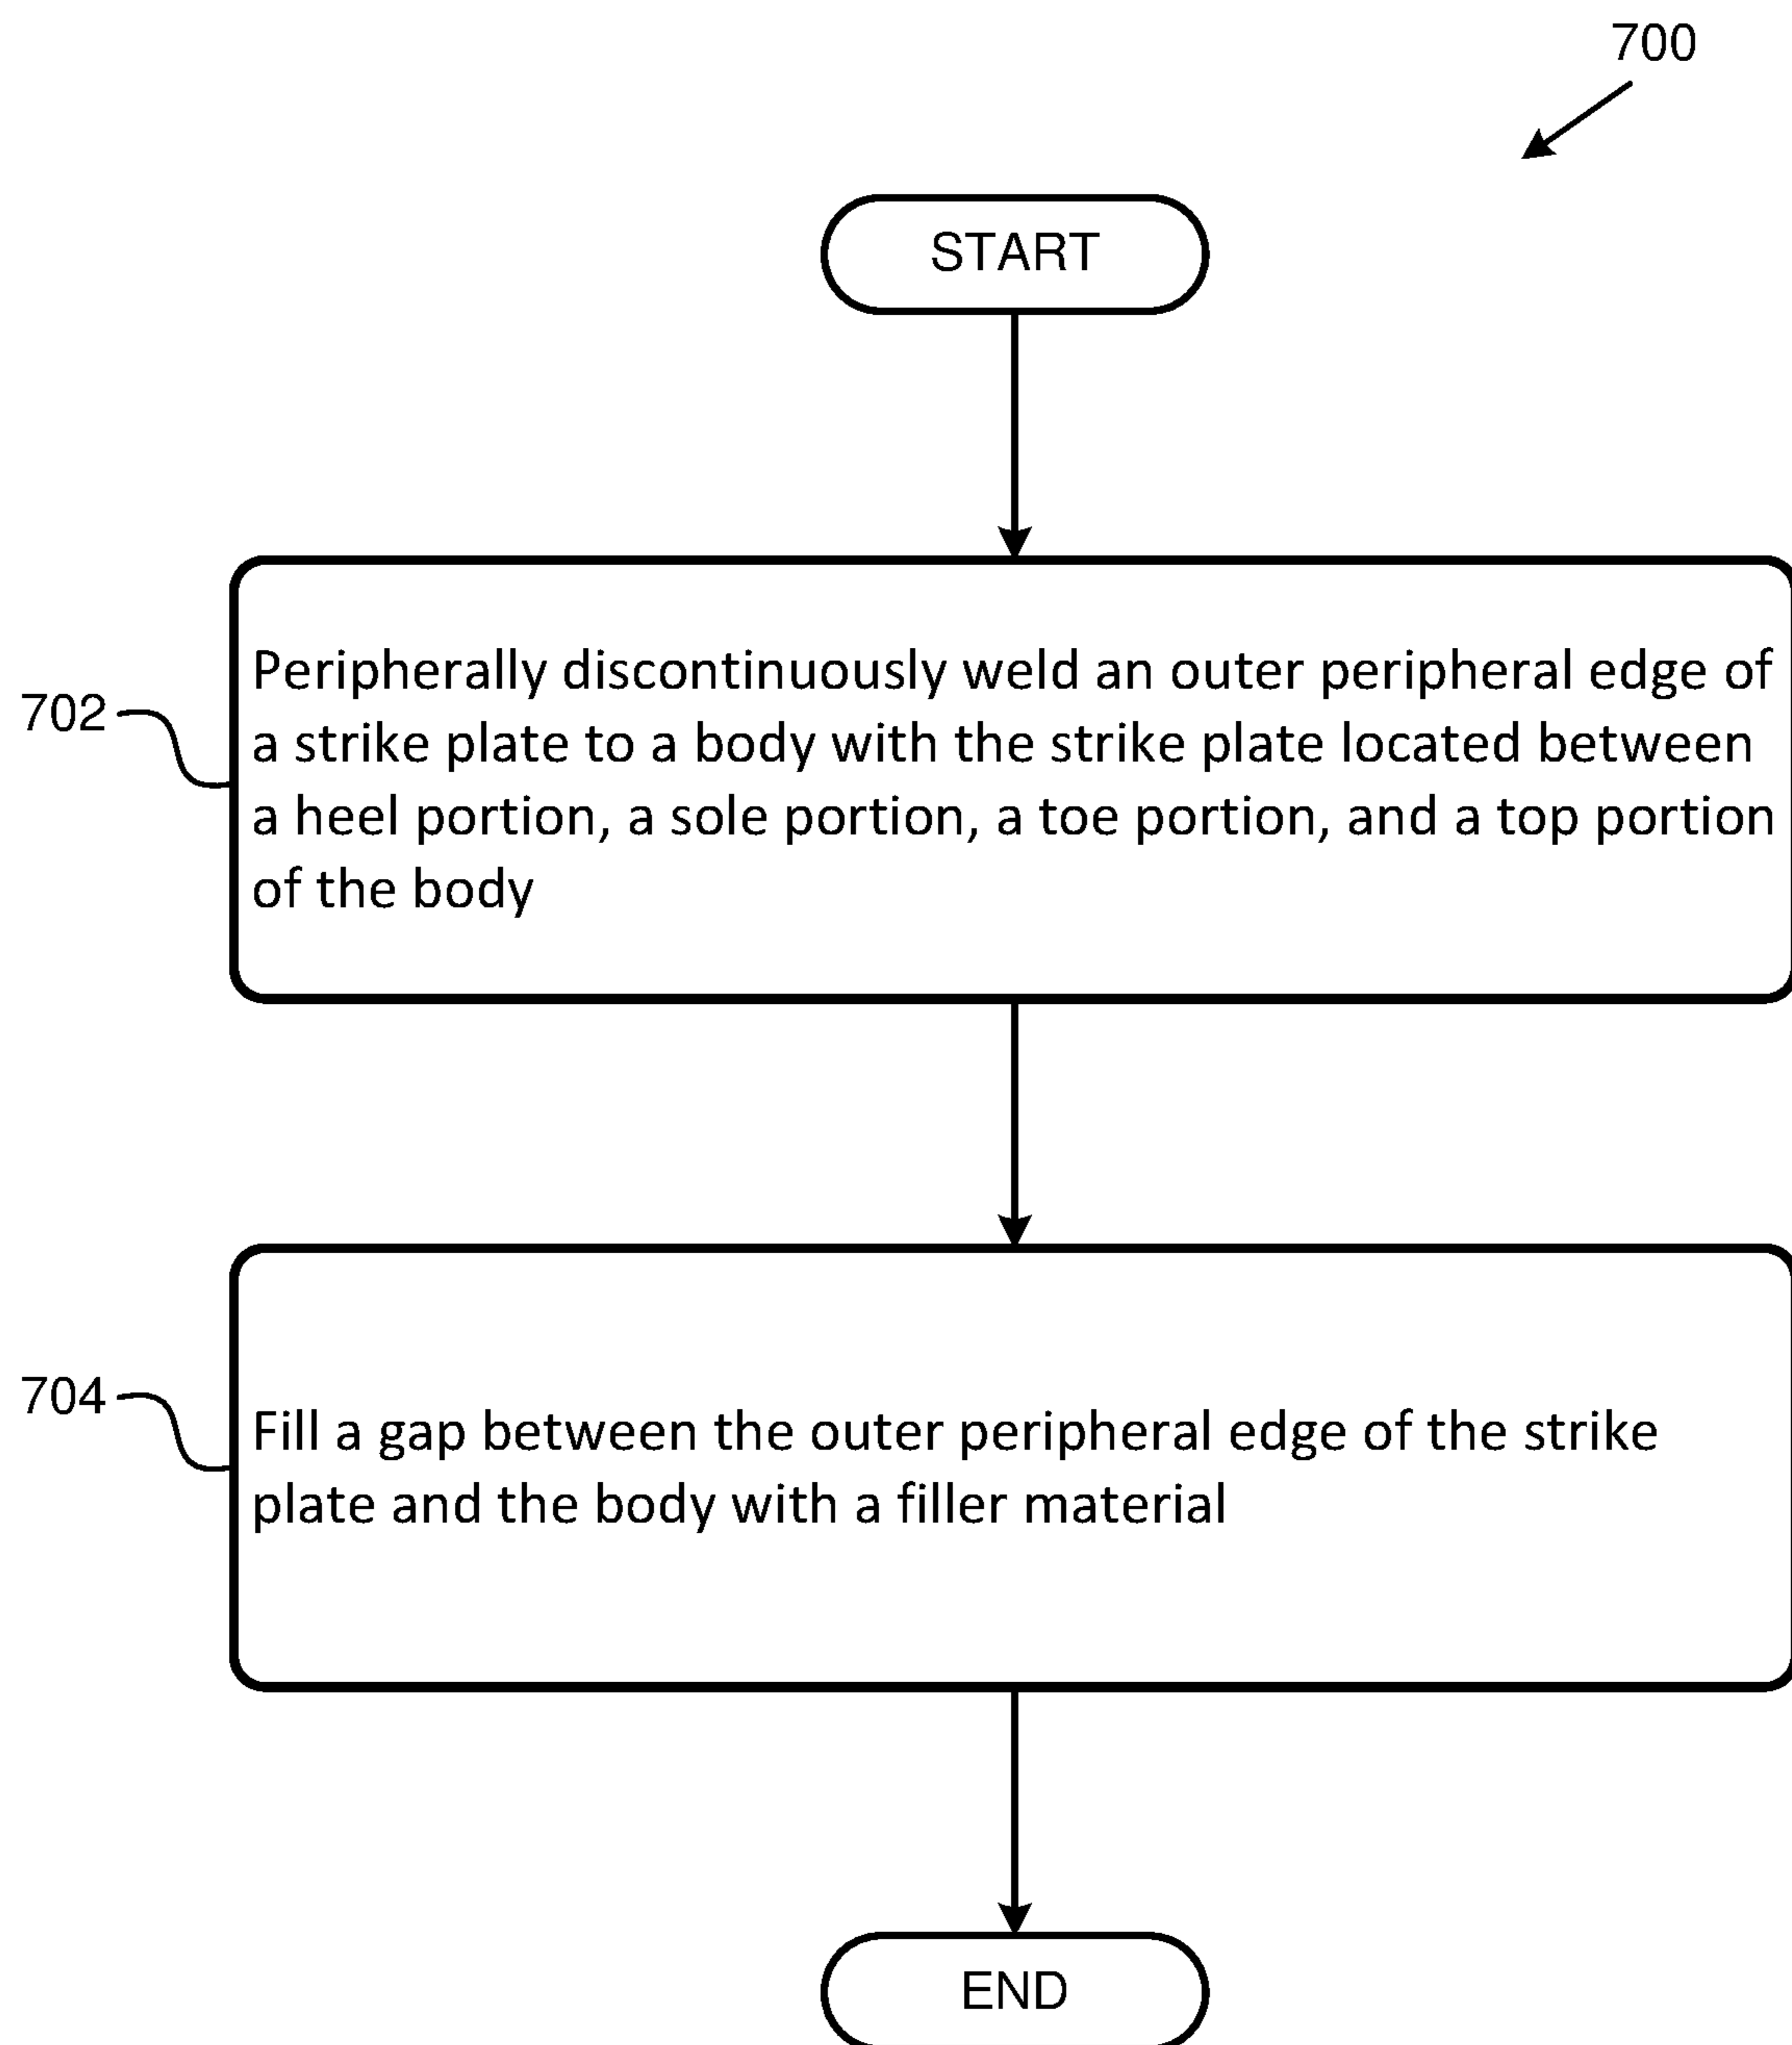 700
START
702
Peripherally discontinuously weld an outer peripheral edge of
a strike plate to a body with the strike plate located between
a heel portion, a sole portion, a toe portion, and a top portion
of the body
704
Fill a gap between the outer peripheral edge of the strike
plate and the body with a filler material
END